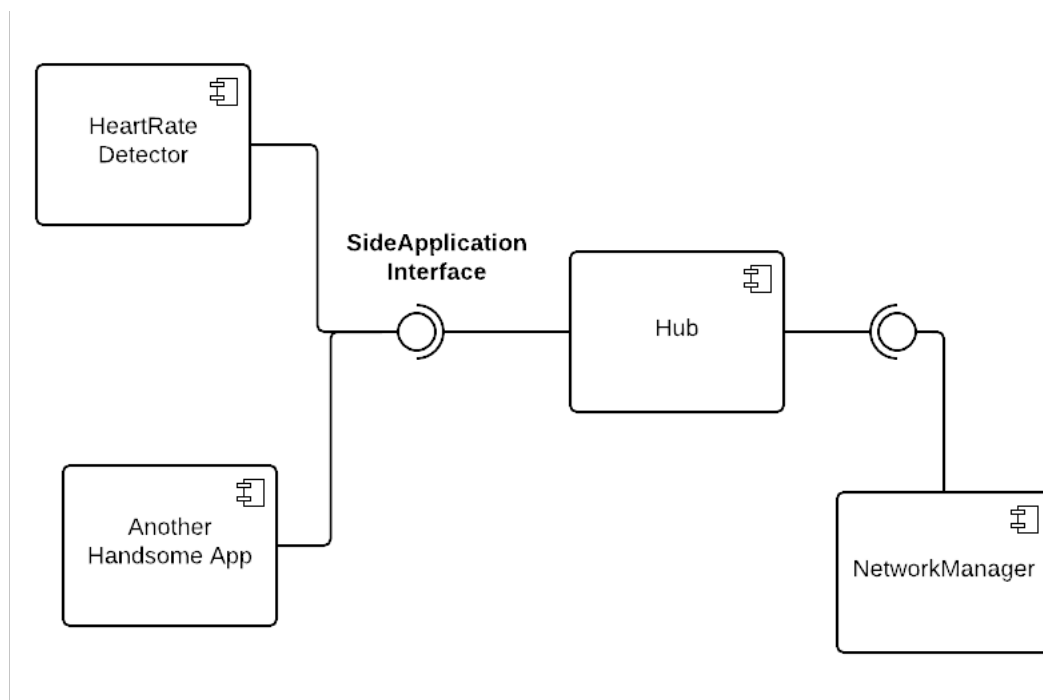 HeartRate
Detector
SideApplication
Interface
Hub
Another
Handsome App
NetworkManager